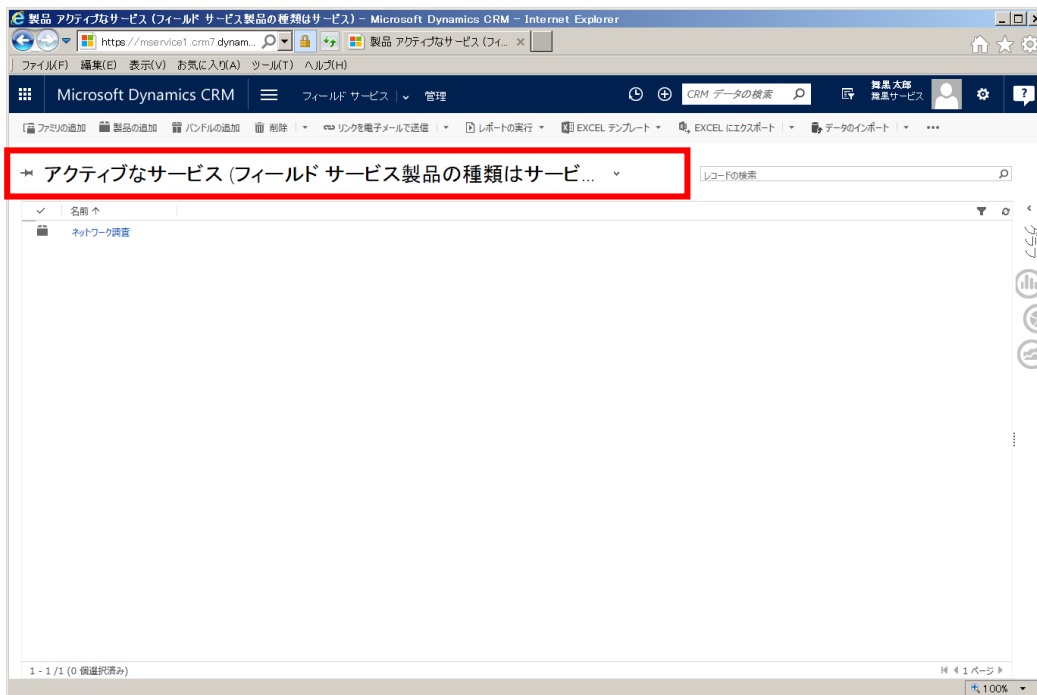 製品 アクティブなサービス (フィールド サービス製品の種類はサービス) - Microsoft Dynamics CRM - Internet Explorer
https://mservice1.crm7.dynam... 製品 アクティブなサービス (フィ...
ファイル(F) 編集(E) 表示(V) お気に入り(A) ツール(T) ヘルプ(H)
Microsoft Dynamics CRM フィールド サービス 管理 CRM データの検索 舞黒 太郎
舞黒サービス
ファミリの追加 製品の追加 バンドルの追加 削除 リンクを電子メールで送信 レポートの実行 EXCEL テンプレート EXCEL にエクスポート データのインポート ...
アクティブなサービス (フィールド サービス製品の種類はサービ... レコードの検索
名前 ↑
ネットワーク調査
グラフ
1 - 1 /1 (0 個選択済み) 1 ページ
100%